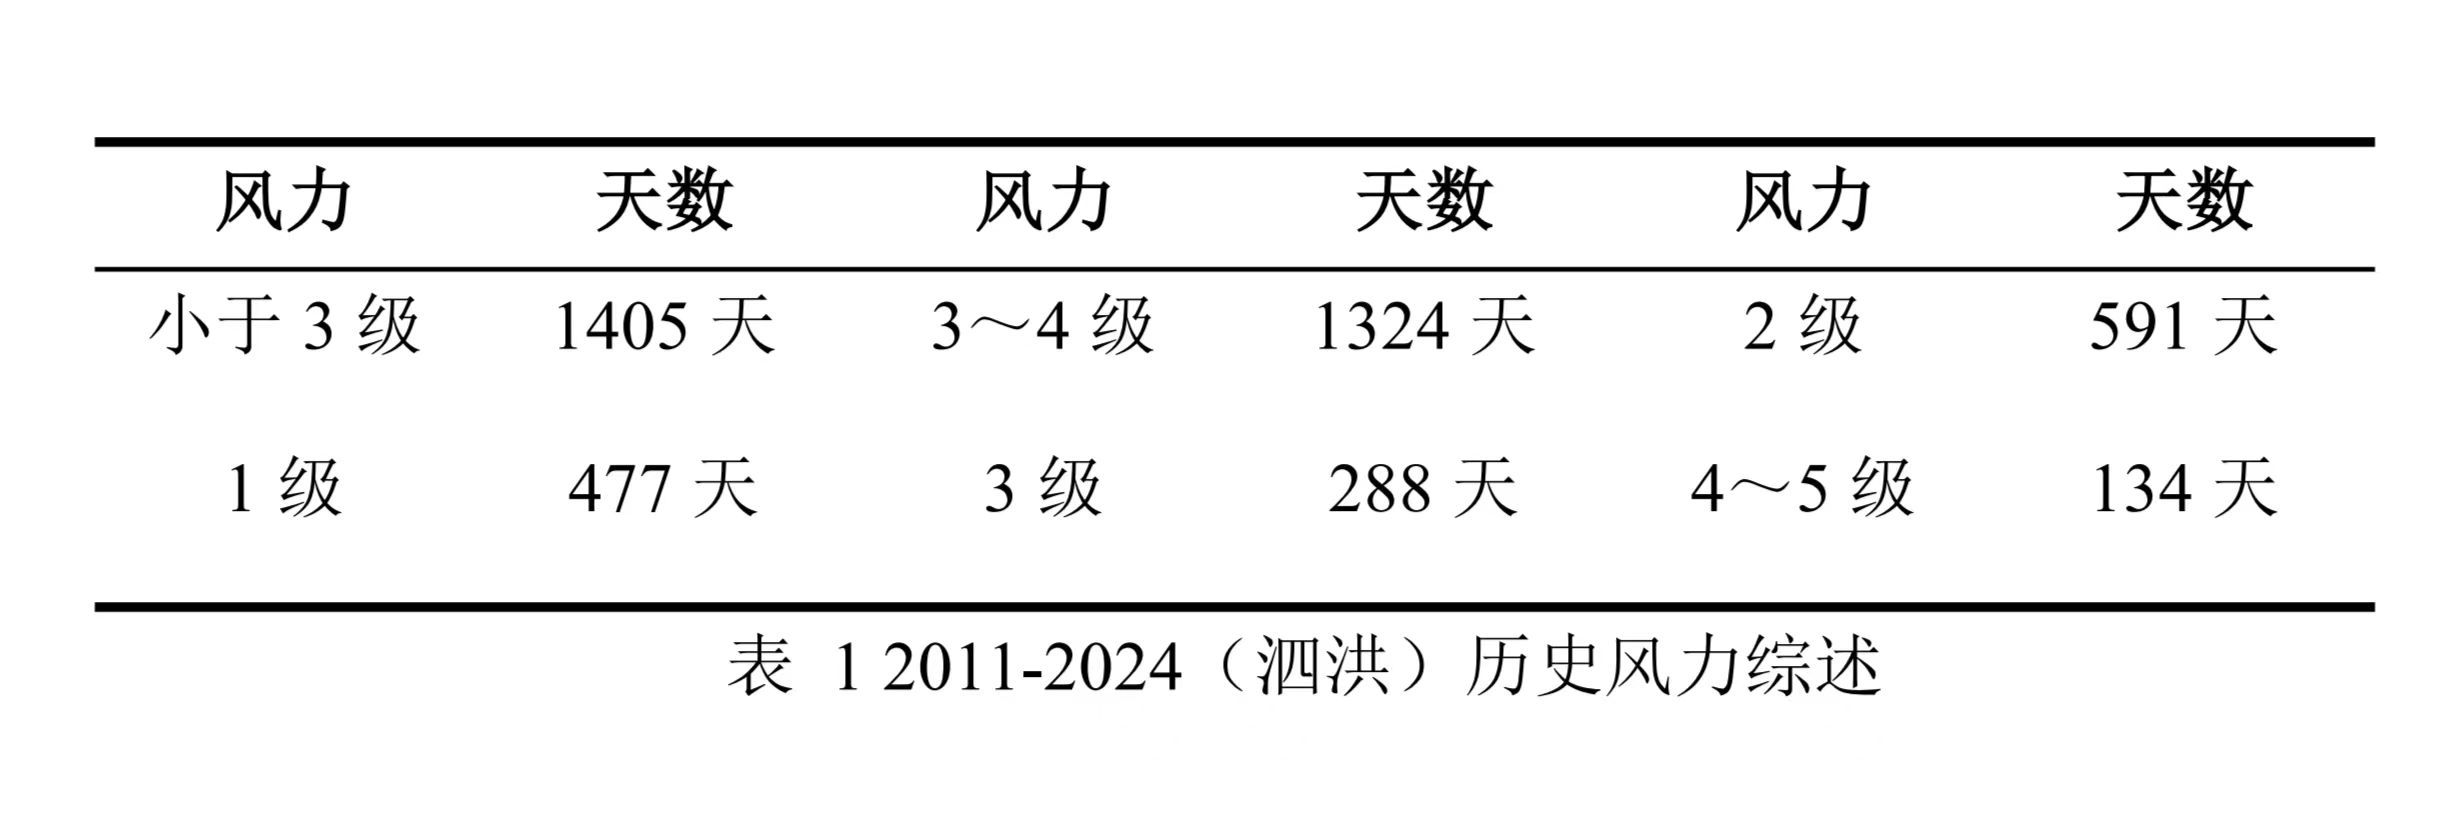 风力 天数 风力 天数 风力 天数
小于 3 级 1405 天 3～4 级 1324 天 2 级 591 天
1 级 477 天 3 级 288 天 4～5 级 134 天
表 1 2011-2024（泗洪）历史风力综述